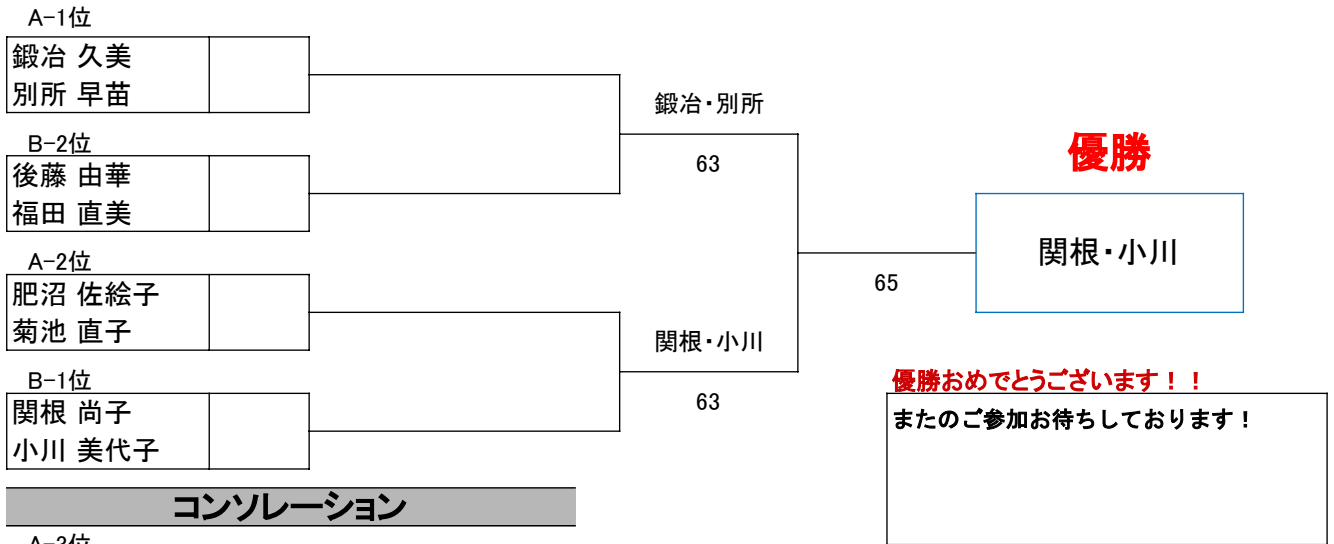 A-1位
鍛冶 久美
別所 早苗
B-2位
後藤 由華
福田 直美
A-2位
肥沼 佐絵子
菊池 直子
B-1位
関根 尚子
小川 美代子
鍛冶・別所
63
関根・小川
63
65
優勝
関根・小川
優勝おめでとうございます！！
またのご参加お待ちしております！
コンソレーション
A-3位